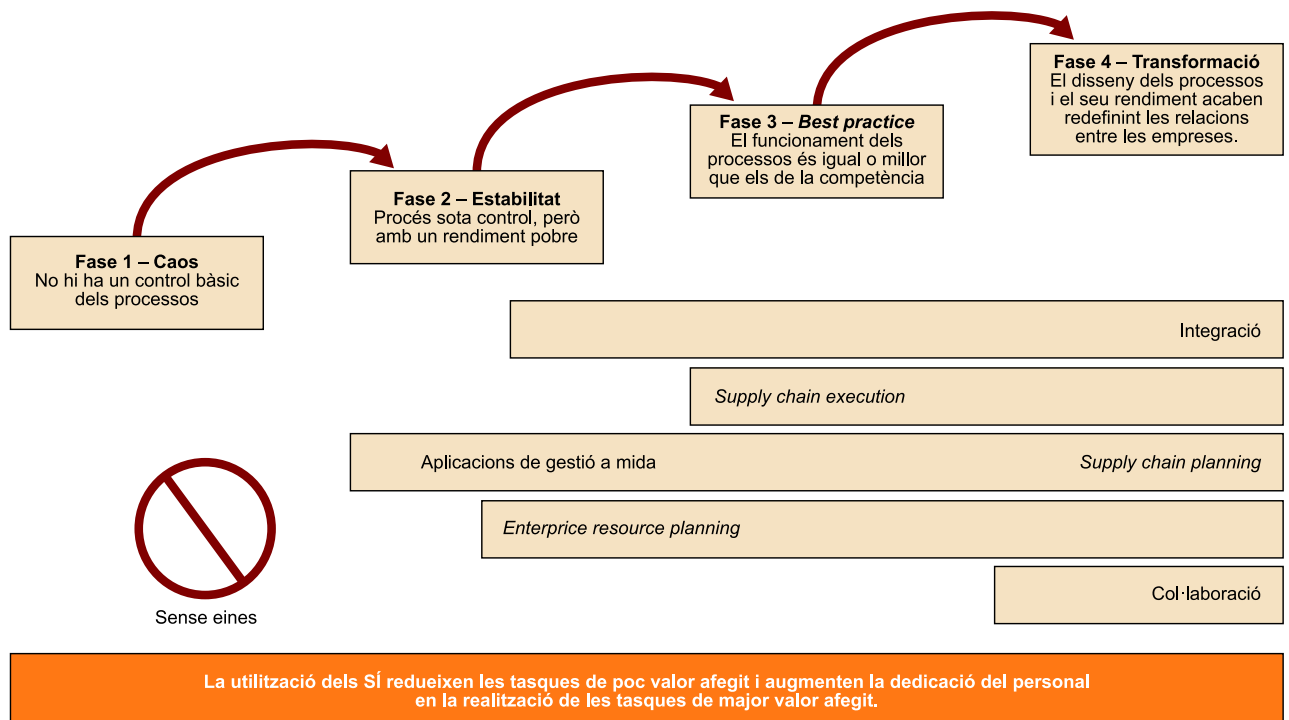 Fase 1 – Caos
No hi ha un control bàsic
dels processos
Fase 2 – Estabilitat
Procés sota control, però
amb un rendiment pobre
Fase 3 – Best practice
El funcionament dels
processos és igual o millor
que els de la competència
Fase 4 – Transformació
El disseny dels processos
i el seu rendiment acaben
redefinint les relacions
entre les empreses.
Integració
Supply chain execution
Aplicacions de gestió a mida
Supply chain planning
Enterprice resource planning
Col·laboració
Sense eines
La utilització dels SÍ redueixen les tasques de poc valor afegit i augmenten la dedicació del personal
en la realització de les tasques de major valor afegit.